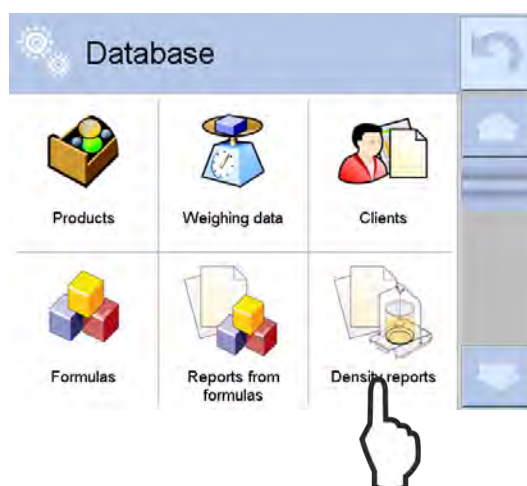 Database
Products
Weighing data
Clients
Formulas
Reports from
formulas
Density reports